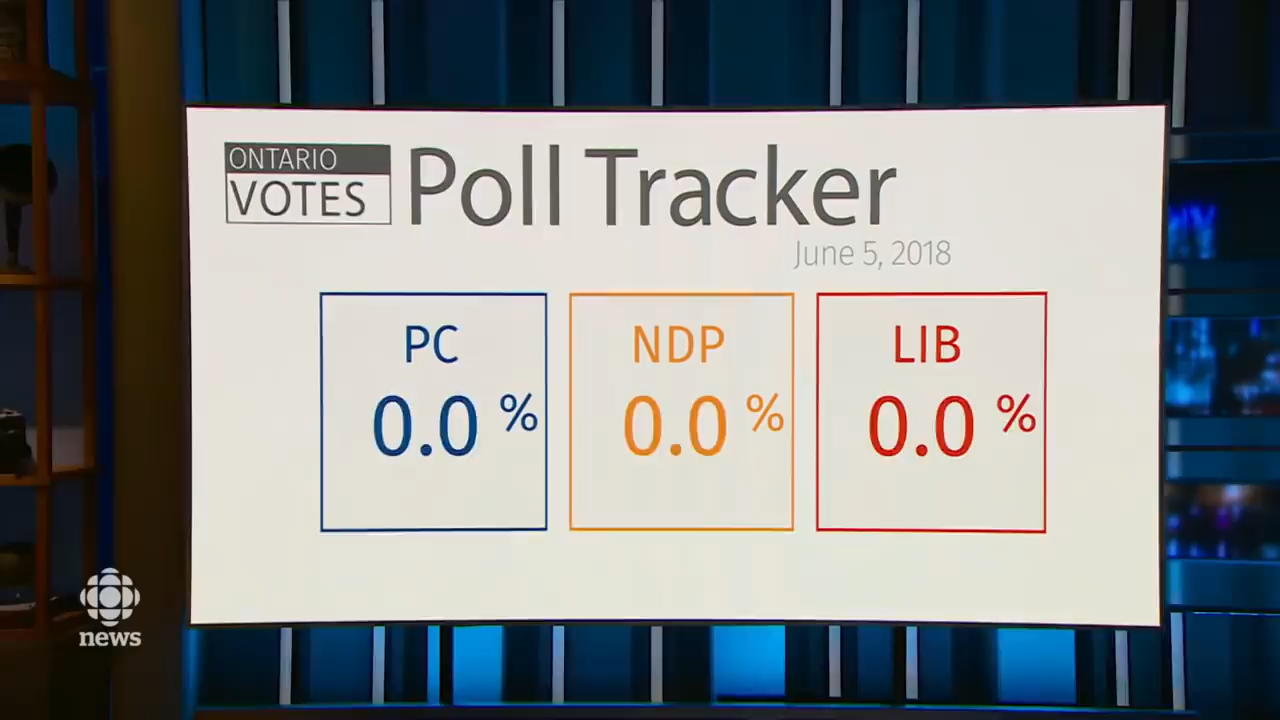 ONTARIO
VOTES
Poll Tracker
June 5, 2018
PC
0.0 %
NDP
0.0 %
LIB
0.0 %
news